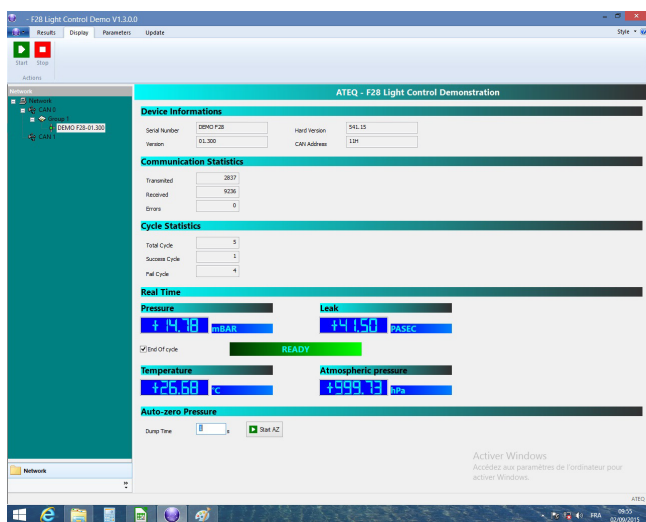 - F28 Light Control Demo V1.3.0.0
Results Display Parameters Update Style
Start Stop
Actions
Network
ATEQ - F28 Light Control Demonstration
Network
CAN 0
Group 1
DEMO F28-01.300
CAN 1
Device Informations
Serial Number DEMO F28 Hard Version 541.15
Version 01.300 CAN Address 11H
Communication Statistics
Transmited 2837
Received 9236
Errors 0
Cycle Statistics
Total Cycle 5
Success Cycle 1
Fail Cycle 4
Real Time
Pressure Leak
+14.78 mBAR +41.50 PASEC
End Of cycle READY
Temperature Atmospheric pressure
+26.68 °C +999.73 hPa
Auto-zero Pressure
Dump Time s Start AZ
Activer Windows
Accédez aux paramètres de l'ordinateur pour
activer Windows.
Network
ATEQ
FRA 09:55
02/09/2015